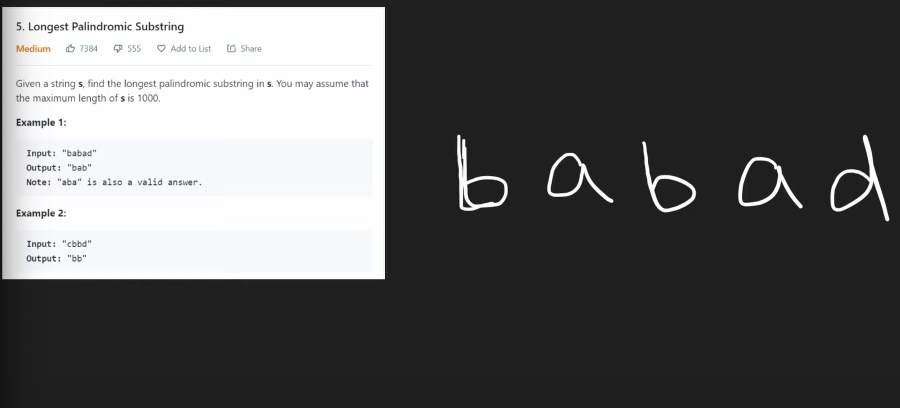 5. Longest Palindromic Substring
Medium 7384 555 Add to List Share
Given a string s, find the longest palindromic substring in s. You may assume that
the maximum length of s is 1000.
Example 1:
Input: "babad"
Output: "bab"
Note: "aba" is also a valid answer.
Example 2:
Input: "cbbd"
Output: "bb"
b a b a d